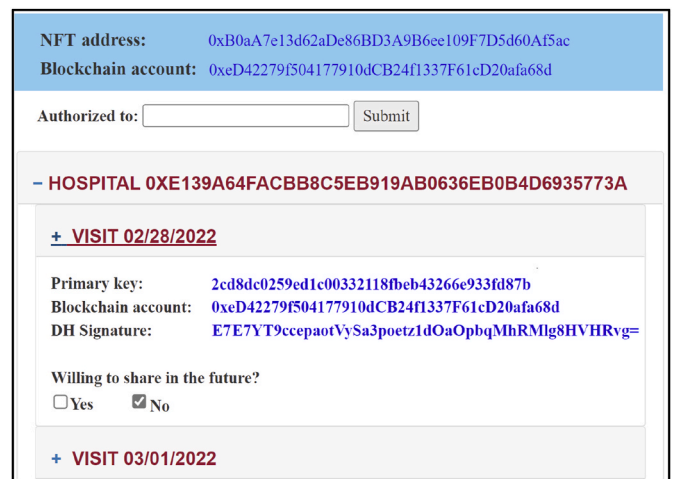 NFT address: 0xB0aA7e13d62aDe86BD3A9B6ee109F7D5d60Af5ac
Blockchain account: 0xeD42279f504177910dCB24f1337F61cD20afa68d
Authorized to: Submit
− HOSPITAL 0XE139A64FACBB8C5EB919AB0636EB0B4D6935773A
+ VISIT 02/28/2022
Primary key: 2cd8dc0259ed1c00332118fbeb43266e933fd87b
Blockchain account: 0xeD42279f504177910dCB24f1337F61cD20afa68d
DH Signature: E7E7YT9ccepaotVySa3poetz1dOaOpbqMhRMlg8HVHRvg=
Willing to share in the future?
Yes No
+ VISIT 03/01/2022